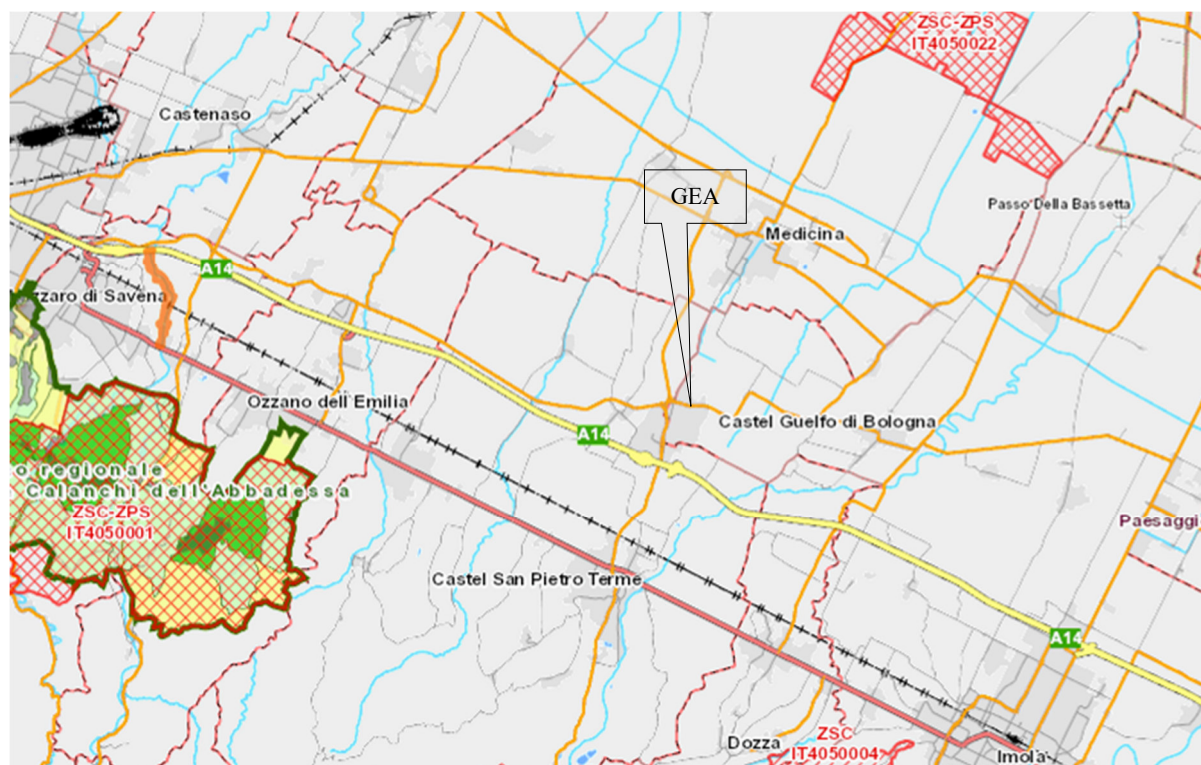 ZSC-ZPS
IT4050022
Castenaso
GEA
Passo Della Bassetta
Medicina
A14
zzaro di Savena
Ozzano dell'Emilia
Castel Guelfo di Bologna
A14
o regionale
Calanchi dell'Abbadessa
ZSC-ZPS
IT4050001
Paesaggi
Castel San Pietro Terme
A14
Dozza
ZSC
IT4050004
Imola